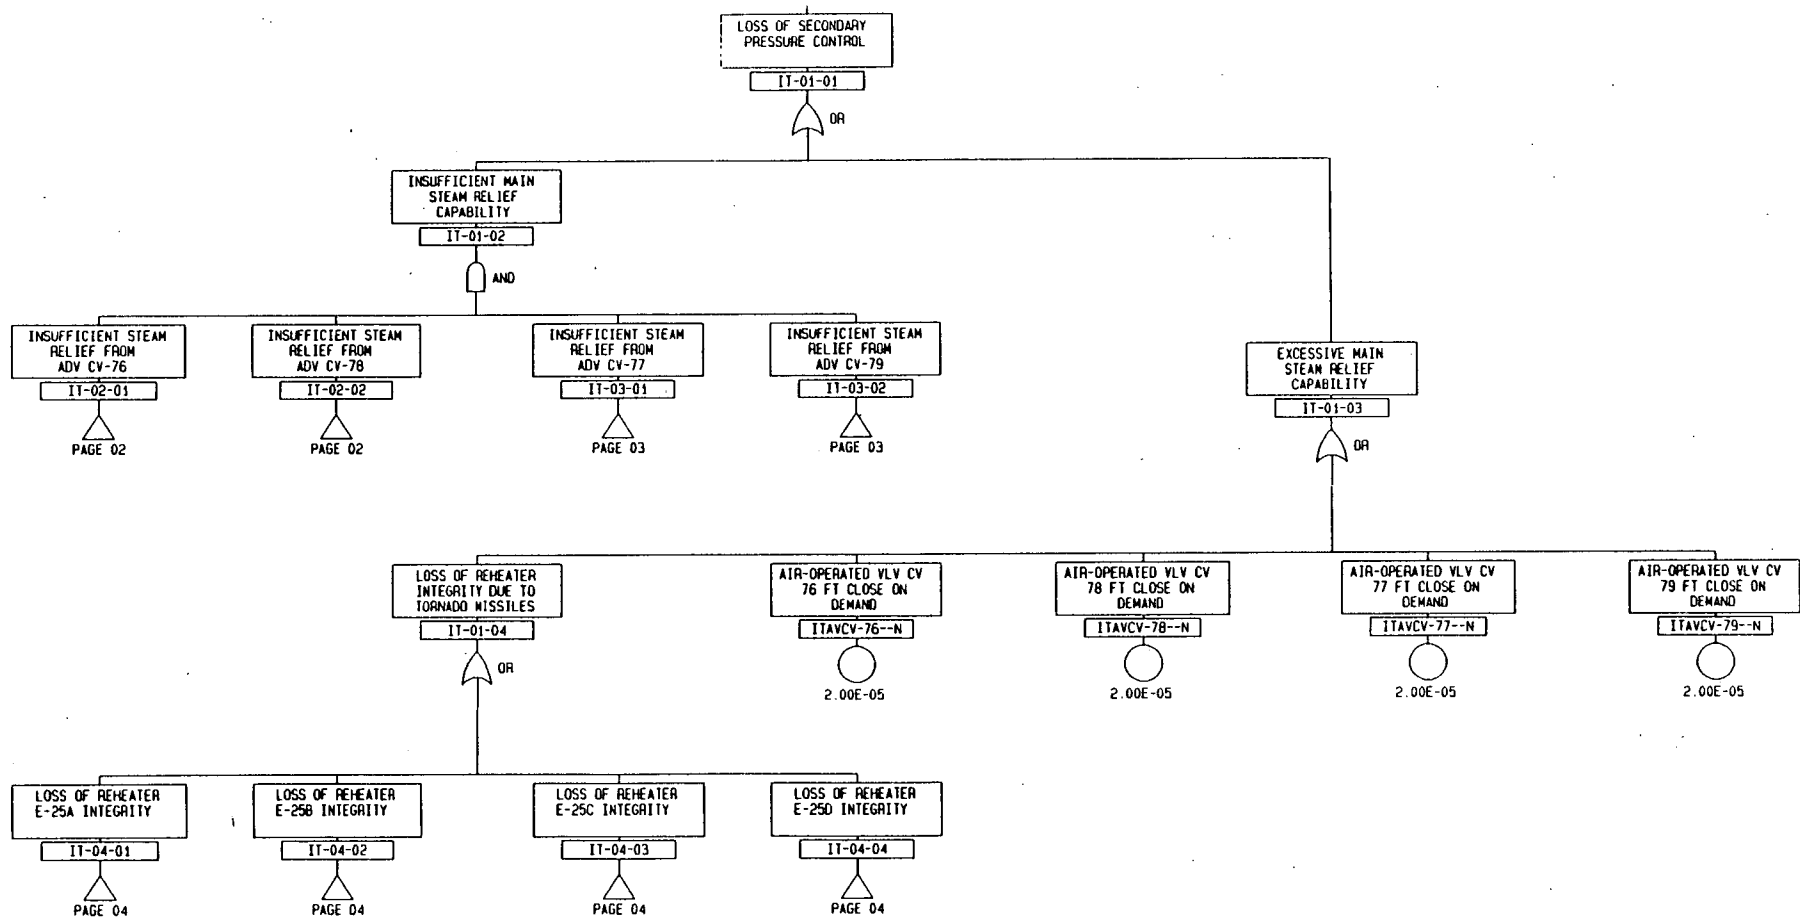 LOSS OF SECONDARY
PRESSURE CONTROL
IT-01-01
OR
INSUFFICIENT MAIN
STEAM RELIEF
CAPABILITY
IT-01-02
AND
INSUFFICIENT STEAM
RELIEF FROM
ADV CV-76
IT-02-01
PAGE 02
INSUFFICIENT STEAM
RELIEF FROM
ADV CV-78
IT-02-02
PAGE 02
INSUFFICIENT STEAM
RELIEF FROM
ADV CV-77
IT-03-01
PAGE 03
INSUFFICIENT STEAM
RELIEF FROM
ADV CV-79
IT-03-02
PAGE 03
EXCESSIVE MAIN
STEAM RELIEF
CAPABILITY
IT-01-03
OR
LOSS OF REHEATER
INTEGRITY DUE TO
TORNADO MISSILES
IT-01-04
OR
AIR-OPERATED VLV CV
76 FT CLOSE ON
DEMAND
ITAVCV-76--N
2.00E-05
AIR-OPERATED VLV CV
78 FT CLOSE ON
DEMAND
ITAVCV-78--N
2.00E-05
AIR-OPERATED VLV CV
77 FT CLOSE ON
DEMAND
ITAVCV-77--N
2.00E-05
AIR-OPERATED VLV CV
79 FT CLOSE ON
DEMAND
ITAVCV-79--N
2.00E-05
LOSS OF REHEATER
E-25A INTEGRITY
IT-04-01
PAGE 04
LOSS OF REHEATER
E-25B INTEGRITY
IT-04-02
PAGE 04
LOSS OF REHEATER
E-25C INTEGRITY
IT-04-03
PAGE 04
LOSS OF REHEATER
E-25D INTEGRITY
IT-04-04
PAGE 04